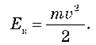 Eк = mv²/2.